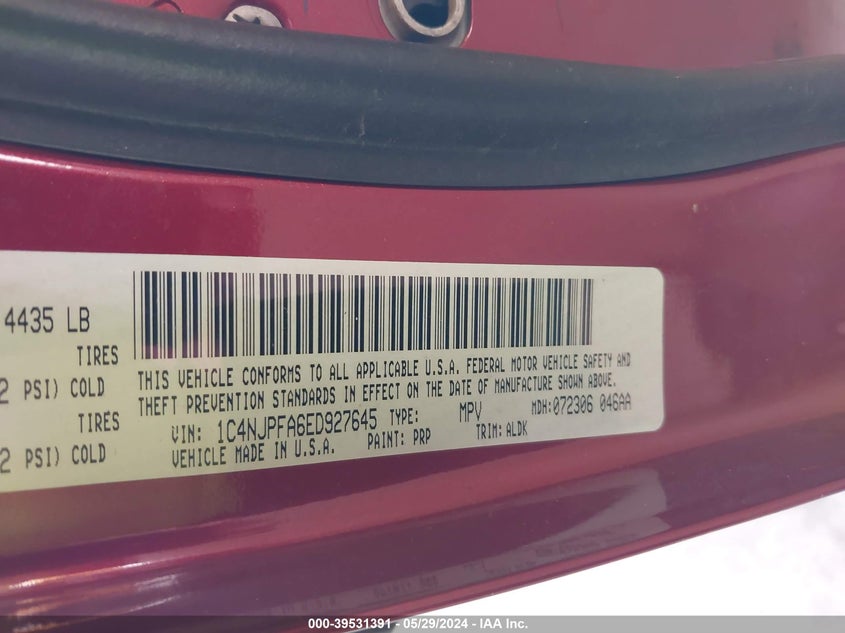 4435 LB
TIRES
2 PSI) COLD
TIRES
2 PSI) COLD
THIS VEHICLE CONFORMS TO ALL APPLICABLE U.S.A. FEDERAL MOTOR VEHICLE SAFETY AND
THEFT PREVENTION STANDARDS IN EFFECT ON THE DATE OF MANUFACTURE SHOWN ABOVE.
VIN: 1C4NJPFA6ED927645 TYPE: MPV MDH:072306 046AA
VEHICLE MADE IN U.S.A. PAINT: PRP TRIM: ALDK
000-39531391 - 05/29/2024 - IAA Inc.